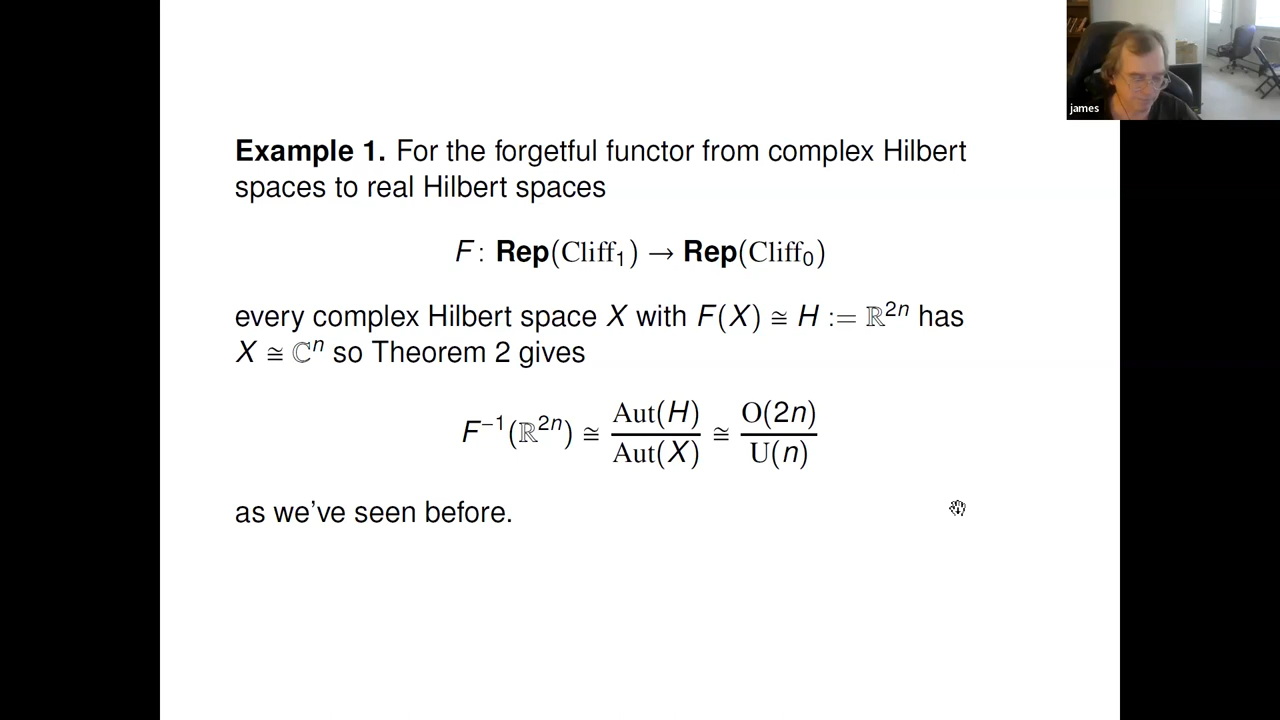 james
Example 1. For the forgetful functor from complex Hilbert
spaces to real Hilbert spaces
F : Rep(Cliff₁) → Rep(Cliff₀)
every complex Hilbert space X with F(X) ≅ H := ℝ²ⁿ has
X ≅ ℂⁿ so Theorem 2 gives
F⁻¹(ℝ²ⁿ) ≅ Aut(H)/Aut(X) ≅ O(2n)/U(n)
as we've seen before.